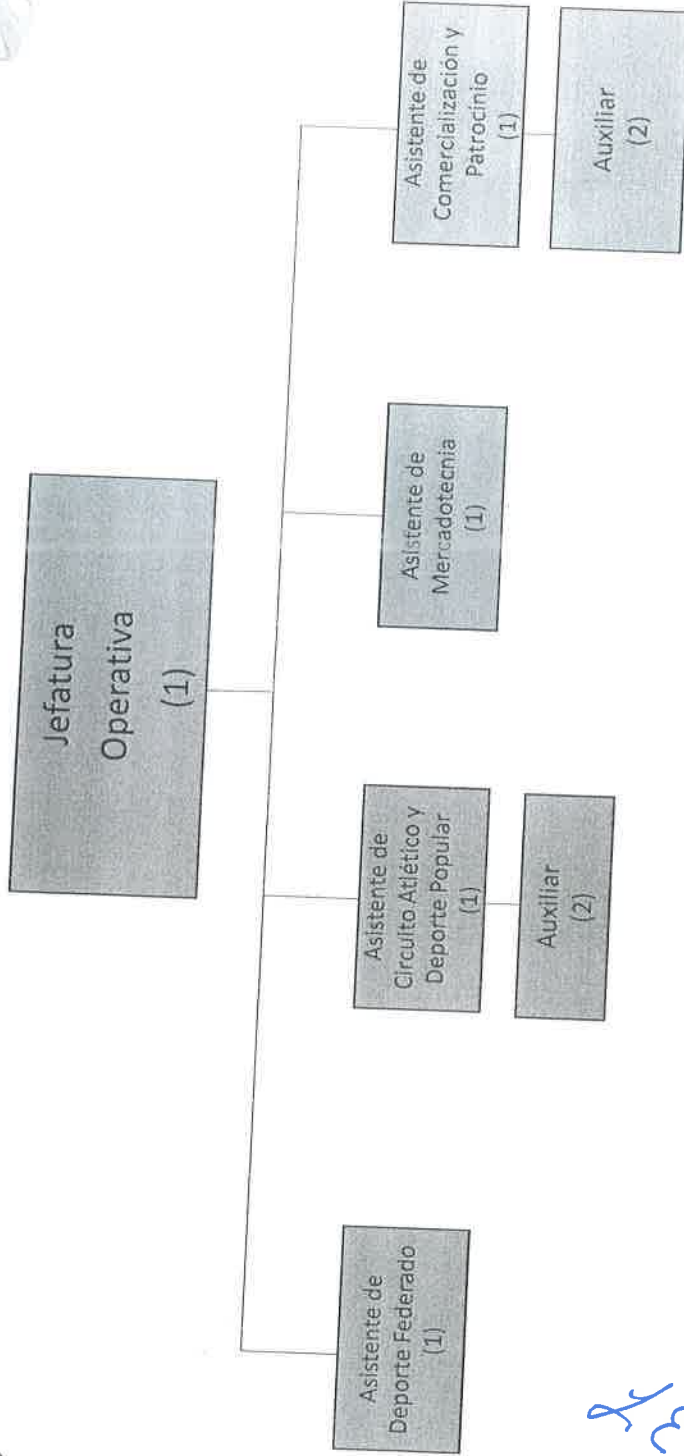 Jefatura
Operativa
(1)
Asistente de
Deporte Federado
(1)
Asistente de
Circuito Atlético y
Deporte Popular
(1)
Auxiliar
(2)
Asistente de
Mercadotecnia
(1)
Asistente de
Comercialización y
Patrocinio
(1)
Auxiliar
(2)